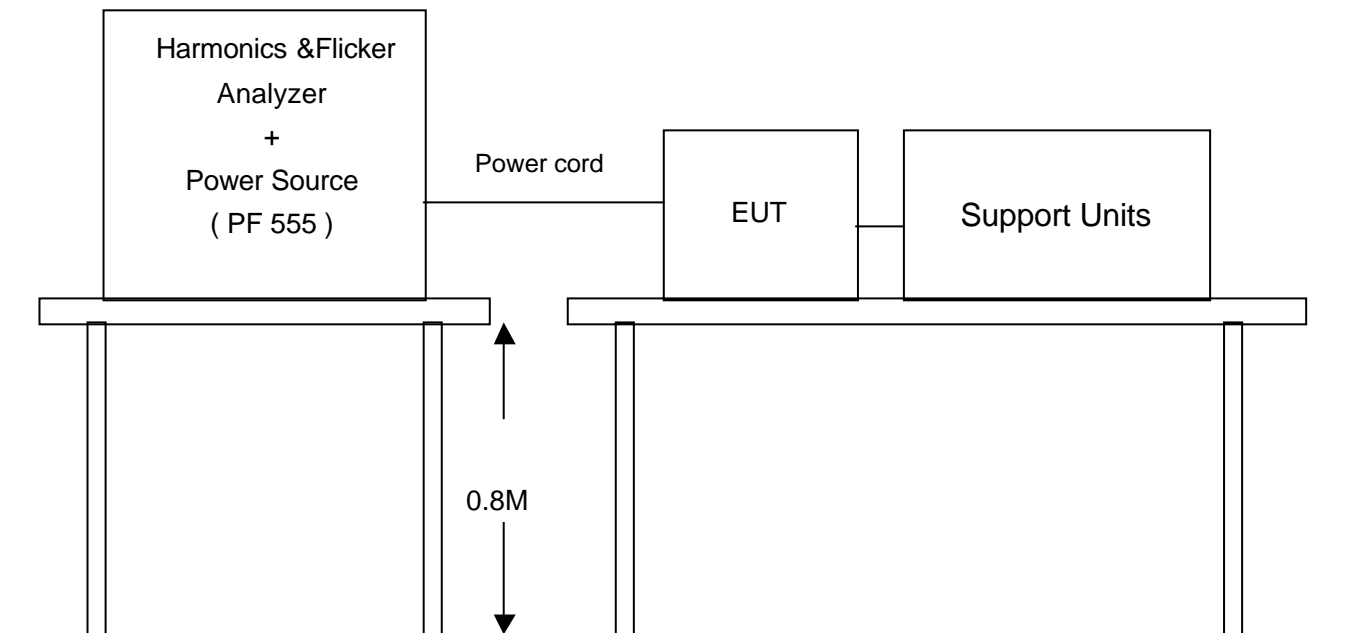 Harmonics &Flicker
Analyzer
+
Power Source
( PF 555 )
Power cord
EUT
Support Units
0.8M